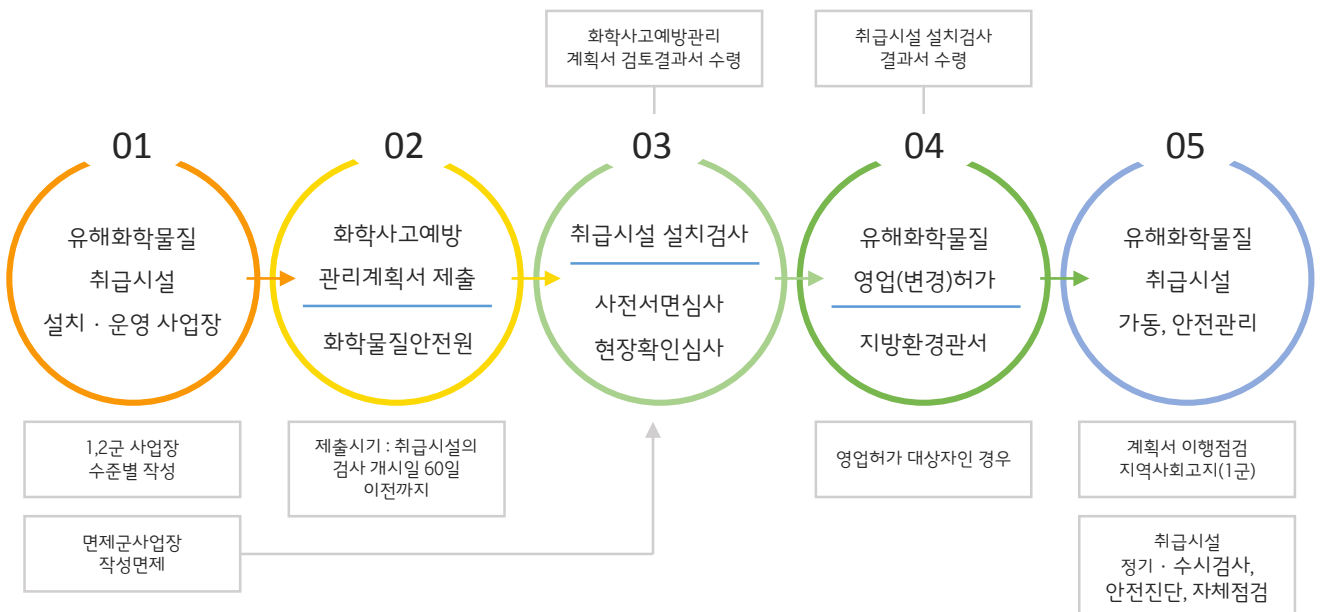 화학사고예방관리
계획서 검토결과서 수령
취급시설 설치검사
결과서 수령
01
02
03
04
05
유해화학물질
취급시설
설치 · 운영 사업장
화학사고예방
관리계획서 제출
화학물질안전원
취급시설 설치검사
사전서면심사
현장확인심사
유해화학물질
영업(변경)허가
지방환경관서
유해화학물질
취급시설
가동, 안전관리
1,2군 사업장
수준별 작성
제출시기 : 취급시설의
검사 개시일 60일
이전까지
영업허가 대상자인 경우
계획서 이행점검
지역사회고지(1군)
면제군사업장
작성면제
취급시설
정기 · 수시검사,
안전진단, 자체점검